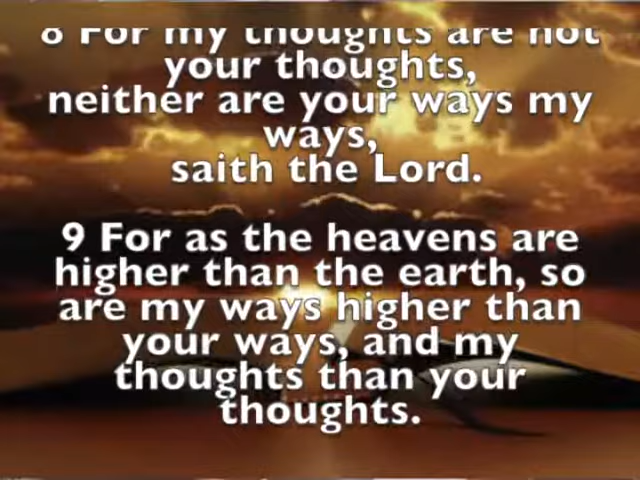 8 For my thoughts are not
your thoughts,
neither are your ways my
ways,
saith the Lord.
9 For as the heavens are
higher than the earth, so
are my ways higher than
your ways, and my
thoughts than your
thoughts.